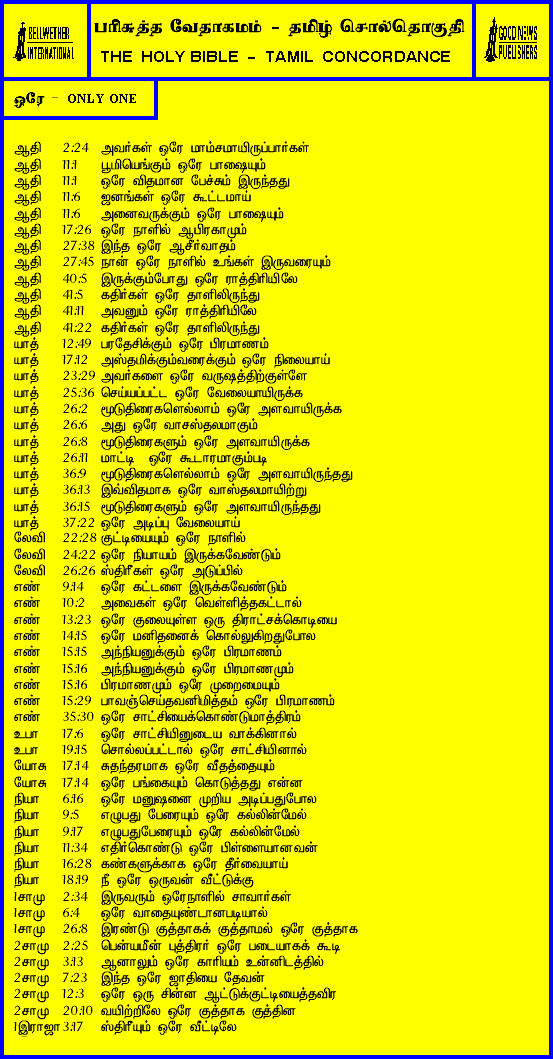 BELLWETHER
INTERNATIONAL
பரிசுத்த வேதாகமம் - தமிழ் சொல்தொகுதி
THE HOLY BIBLE - TAMIL CONCORDANCE
GOOD NEWS
PUBLISHERS
ஒரே - ONLY ONE
ஆதி 2:24 அவர்கள் ஒரே மாம்சமாயிருப்பார்கள்
ஆதி 11:1 பூமியெங்கும் ஒரே பாஷையும்
ஆதி 11:1 ஒரே விதமான பேச்சும் இருந்தது
ஆதி 11:6 ஜனங்கள் ஒரே கூட்டமாய்
ஆதி 11:6 அனைவருக்கும் ஒரே பாஷையும்
ஆதி 17:26 ஒரே நாளில் ஆபிரகாமும்
ஆதி 27:38 இந்த ஒரே ஆசீர்வாதம்
ஆதி 27:45 நான் ஒரே நாளில் உங்கள் இருவரையும்
ஆதி 40:5 இருக்கும்போது ஒரே ராத்திரியிலே
ஆதி 41:5 கதிர்கள் ஒரே தாளிலிருந்து
ஆதி 41:11 அவனும் ஒரே ராத்திரியிலே
ஆதி 41:22 கதிர்கள் ஒரே தாளிலிருந்து
யாத் 12:49 பரதேசிக்கும் ஒரே பிரமாணம்
யாத் 17:12 அஸ்தமிக்கும்வரைக்கும் ஒரே நிலையாய்
யாத் 23:29 அவர்களை ஒரே வருஷத்திற்குள்ளே
யாத் 25:36 செய்யப்பட்ட ஒரே வேலையாயிருக்க
யாத் 26:2 மூடுதிரைகளெல்லாம் ஒரே அளவாயிருக்க
யாத் 26:6 அது ஒரே வாசஸ்தலமாகும்
யாத் 26:8 மூடுதிரைகளும் ஒரே அளவாயிருக்க
யாத் 26:11 மாட்டி ஒரே கூடாரமாகும்படி
யாத் 36:9 மூடுதிரைகளெல்லாம் ஒரே அளவாயிருந்தது
யாத் 36:13 இவ்விதமாக ஒரே வாஸ்தலமாயிற்று
யாத் 36:15 மூடுதிரைகளும் ஒரே அளவாயிருந்தது
யாத் 37:22 ஒரே அடிப்பு வேலையாய்
லேவி 22:28 குட்டியையும் ஒரே நாளில்
லேவி 24:22 ஒரே நியாயம் இருக்கவேண்டும்
லேவி 26:26 ஸ்திரீகள் ஒரே அடுப்பில்
எண் 9:14 ஒரே கட்டளை இருக்கவேண்டும்
எண் 10:2 அவைகள் ஒரே வெள்ளித்தகட்டால்
எண் 13:23 ஒரே குலையுள்ள ஒரு திராட்சக்கொடியை
எண் 14:15 ஒரே மனிதனைக் கொல்லுகிறதுபோல
எண் 15:15 அந்நியனுக்கும் ஒரே பிரமாணம்
எண் 15:16 அந்நியனுக்கும் ஒரே பிரமாணமும்
எண் 15:16 பிரமாணமும் ஒரே முறைமையும்
எண் 15:29 பாவஞ்செய்தவனிமித்தம் ஒரே பிரமாணம்
எண் 35:30 ஒரே சாட்சியைக்கொண்டுமாத்திரம்
உபா 17:6 ஒரே சாட்சியினுடைய வாக்கினால்
உபா 19:15 சொல்லப்பட்டால் ஒரே சாட்சியினால்
யோசு 17:14 சுதந்தரமாக ஒரே வீதத்தையும்
யோசு 17:14 ஒரே பங்கையும் கொடுத்தது என்ன
நியா 6:16 ஒரே மனுஷனை முறிய அடிப்பதுபோல
நியா 9:5 எழுபது பேரையும் ஒரே கல்லின்மேல்
நியா 9:17 எழுபதுபேரையும் ஒரே கல்லின்மேல்
நியா 11:34 எதிர்கொண்டு ஒரே பிள்ளையானவன்
நியா 16:28 கண்களுக்காக ஒரே தீர்வையாய்
நியா 18:19 நீ ஒரே ஒருவன் வீட்டுக்கு
1சாமு 2:34 இருவரும் ஒரேநாளில் சாவார்கள்
1சாமு 6:4 ஒரே வாதையுண்டானபடியால்
1சாமு 26:8 இரண்டு குத்தாகக் குத்தாமல் ஒரே குத்தாக
2சாமு 2:25 பென்யமீன் புத்திரர் ஒரே படையாகக் கூடி
2சாமு 3:13 ஆனாலும் ஒரே காரியம் உன்னிடத்தில்
2சாமு 7:23 இந்த ஒரே ஜாதியை தேவன்
2சாமு 12:3 ஒரே ஒரு சின்ன ஆட்டுக்குட்டியைத்தவிர
2சாமு 20:10 வயிற்றிலே ஒரே குத்தாக குத்தின
1இராஜா 3:17 ஸ்திரீயும் ஒரே வீட்டிலே